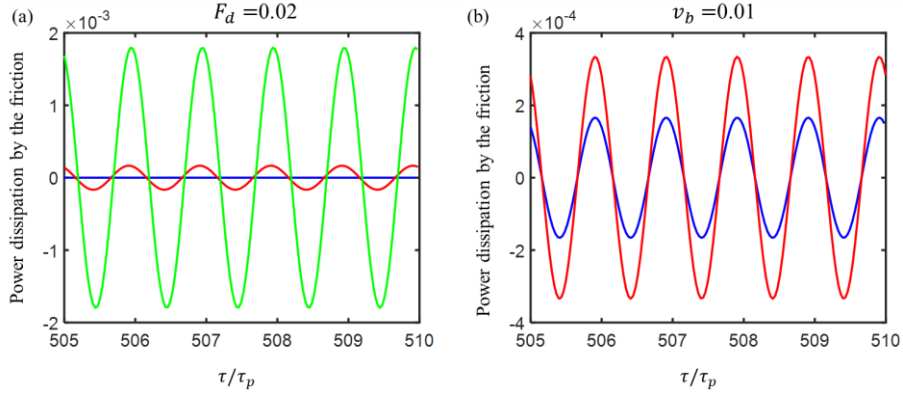 (a)
F_d =0.02
×10⁻³
2
1
0
-1
-2
505 506 507 508 509 510
Power dissipation by the friction
τ/τ_p
(b)
v_b =0.01
×10⁻⁴
4
2
0
-2
-4
505 506 507 508 509 510
Power dissipation by the friction
τ/τ_p